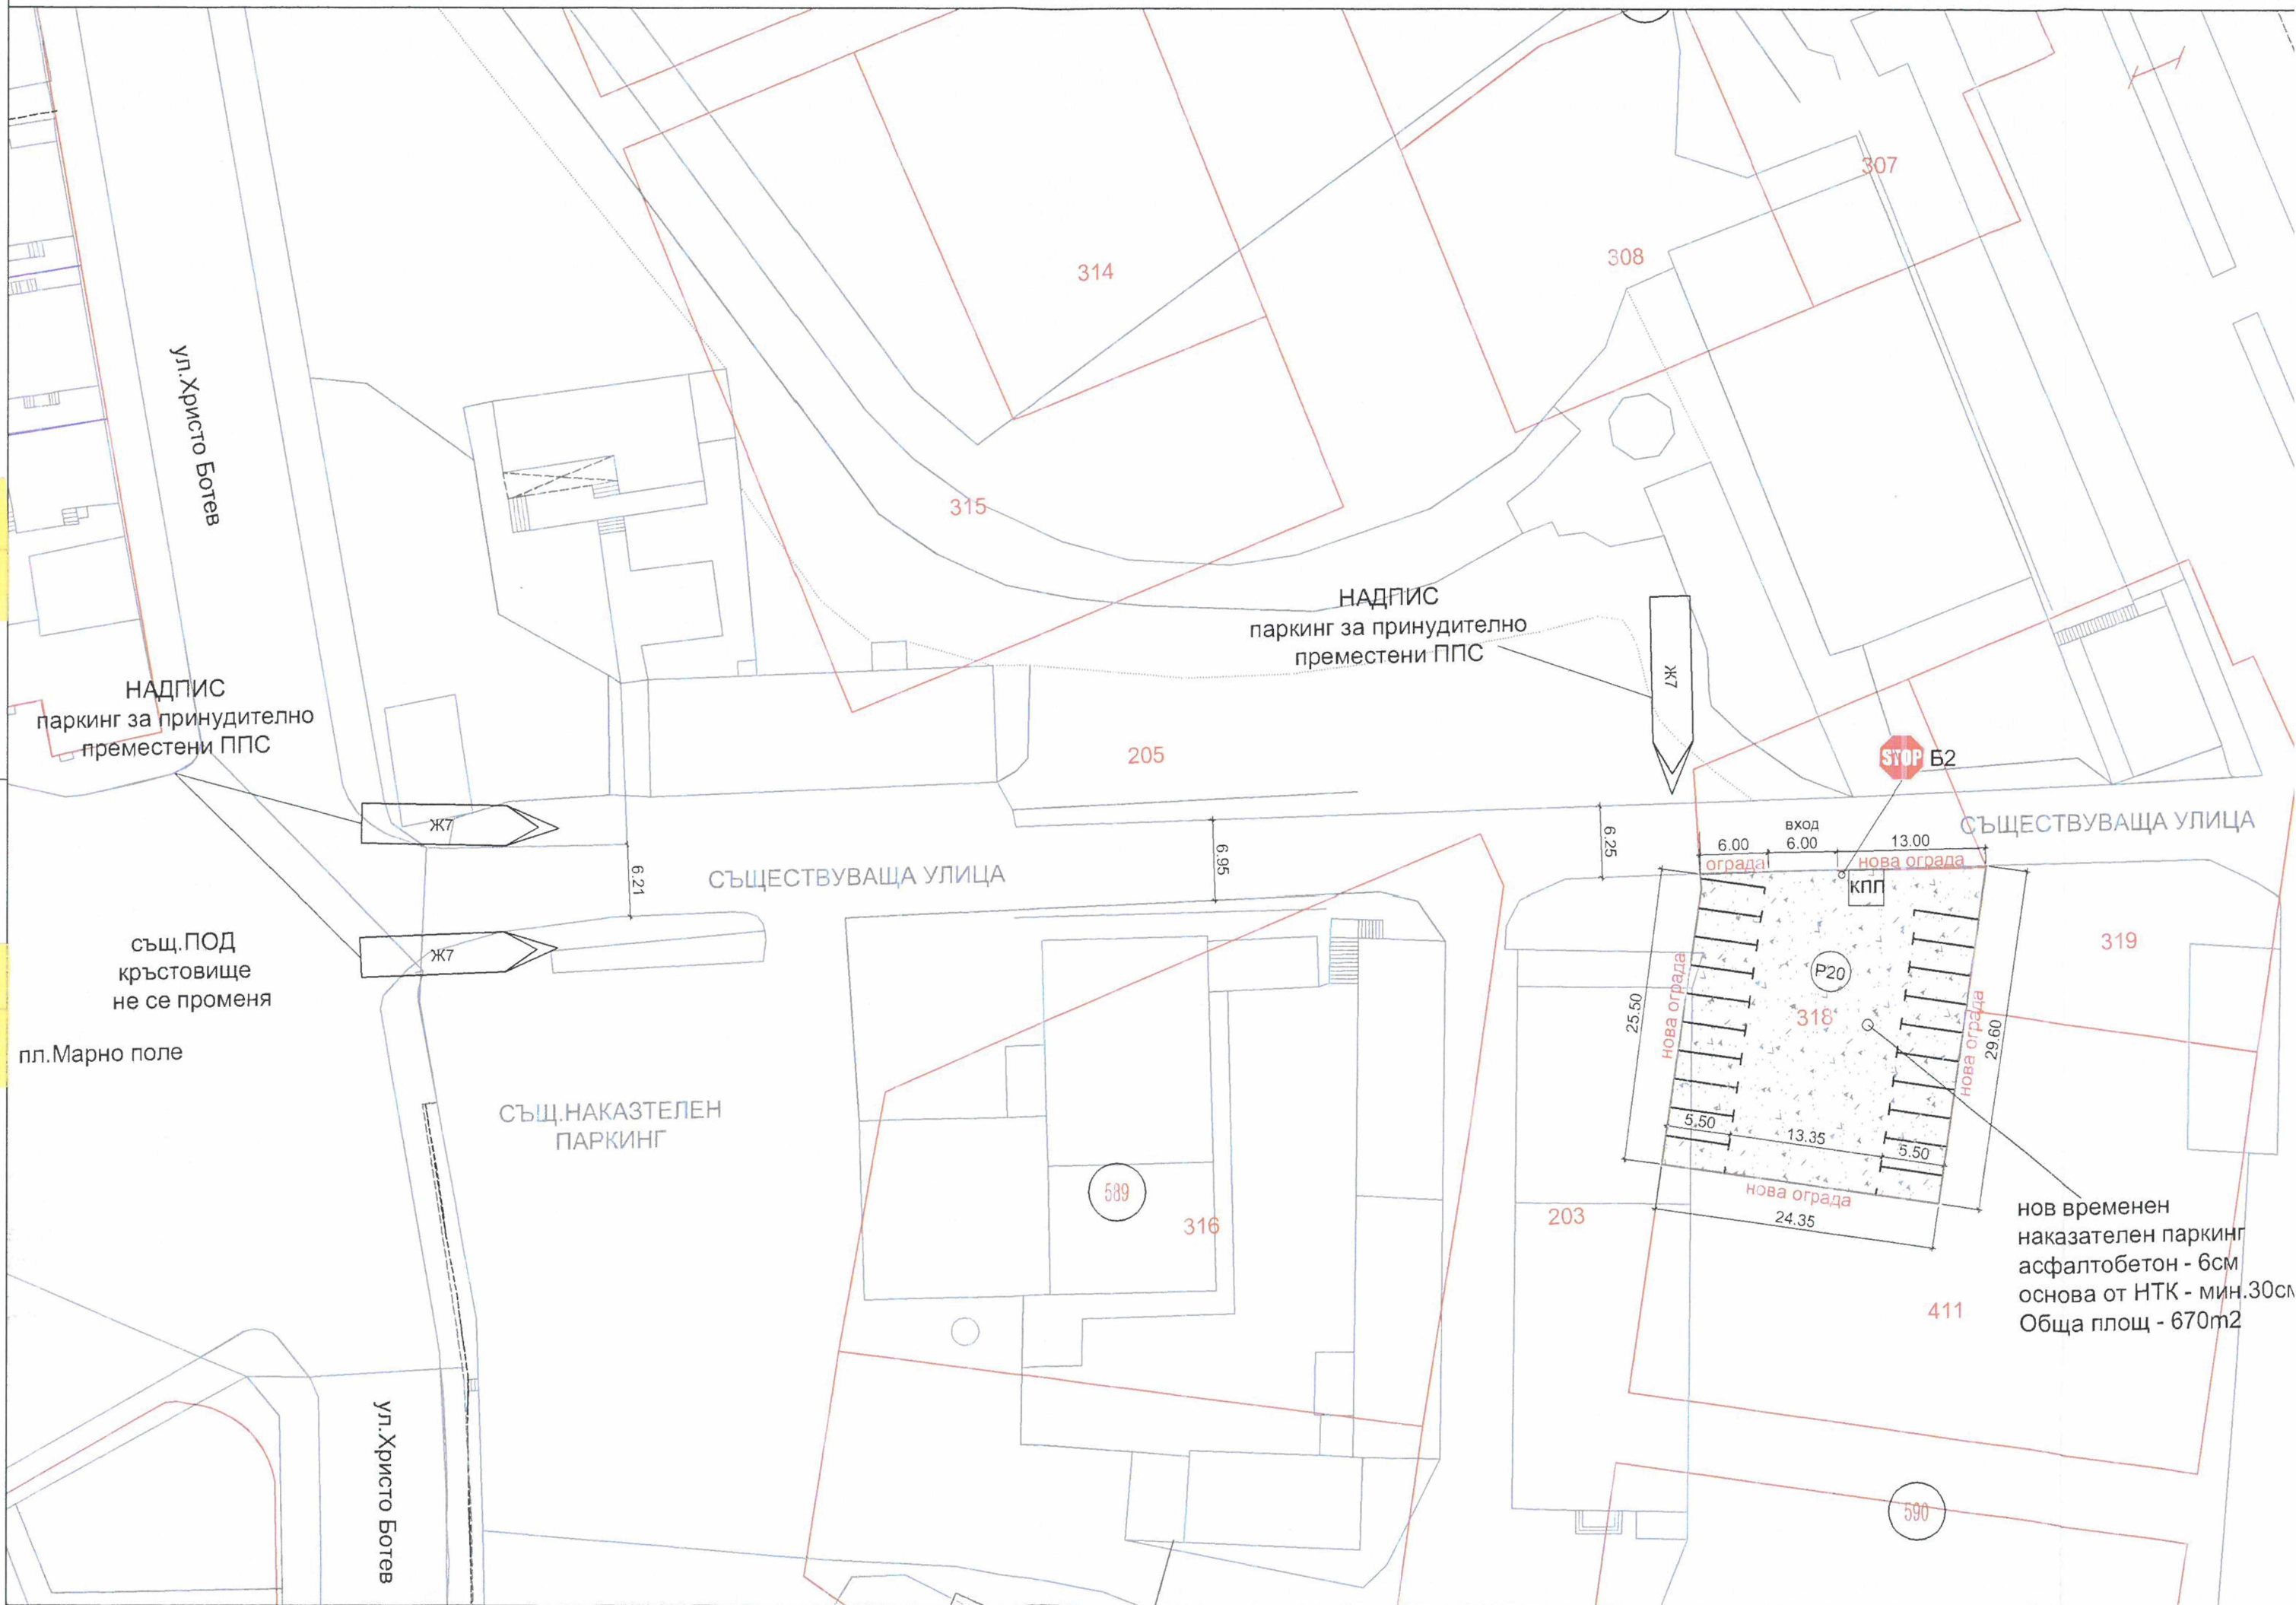 307
308
314
ул.Христо Ботев
315
НАДПИС
паркинг за принудително
преместени ППС
Ж7
НАДПИС
паркинг за принудително
преместени ППС
205
STOP
Б2
Ж7
СЪЩЕСТВУВАЩА УЛИЦА
6.25
6.00
вход
6.00
13.00
ограда
нова ограда
КПП
6.95
6.21
СЪЩЕСТВУВАЩА УЛИЦА
същ.ПОД
кръстовище
не се променя
Ж7
319
P20
318
25.50
нова ограда
нова ограда
29.60
пл.Марно поле
СЪЩ.НАКАЗТЕЛЕН
ПАРКИНГ
5.50
13.35
5.50
нова ограда
24.35
589
316
203
нов временен
наказателен паркинг
асфалтобетон - 6см
основа от НТК - мин.30см
Обща площ - 670m2
411
ул.Христо Ботев
590